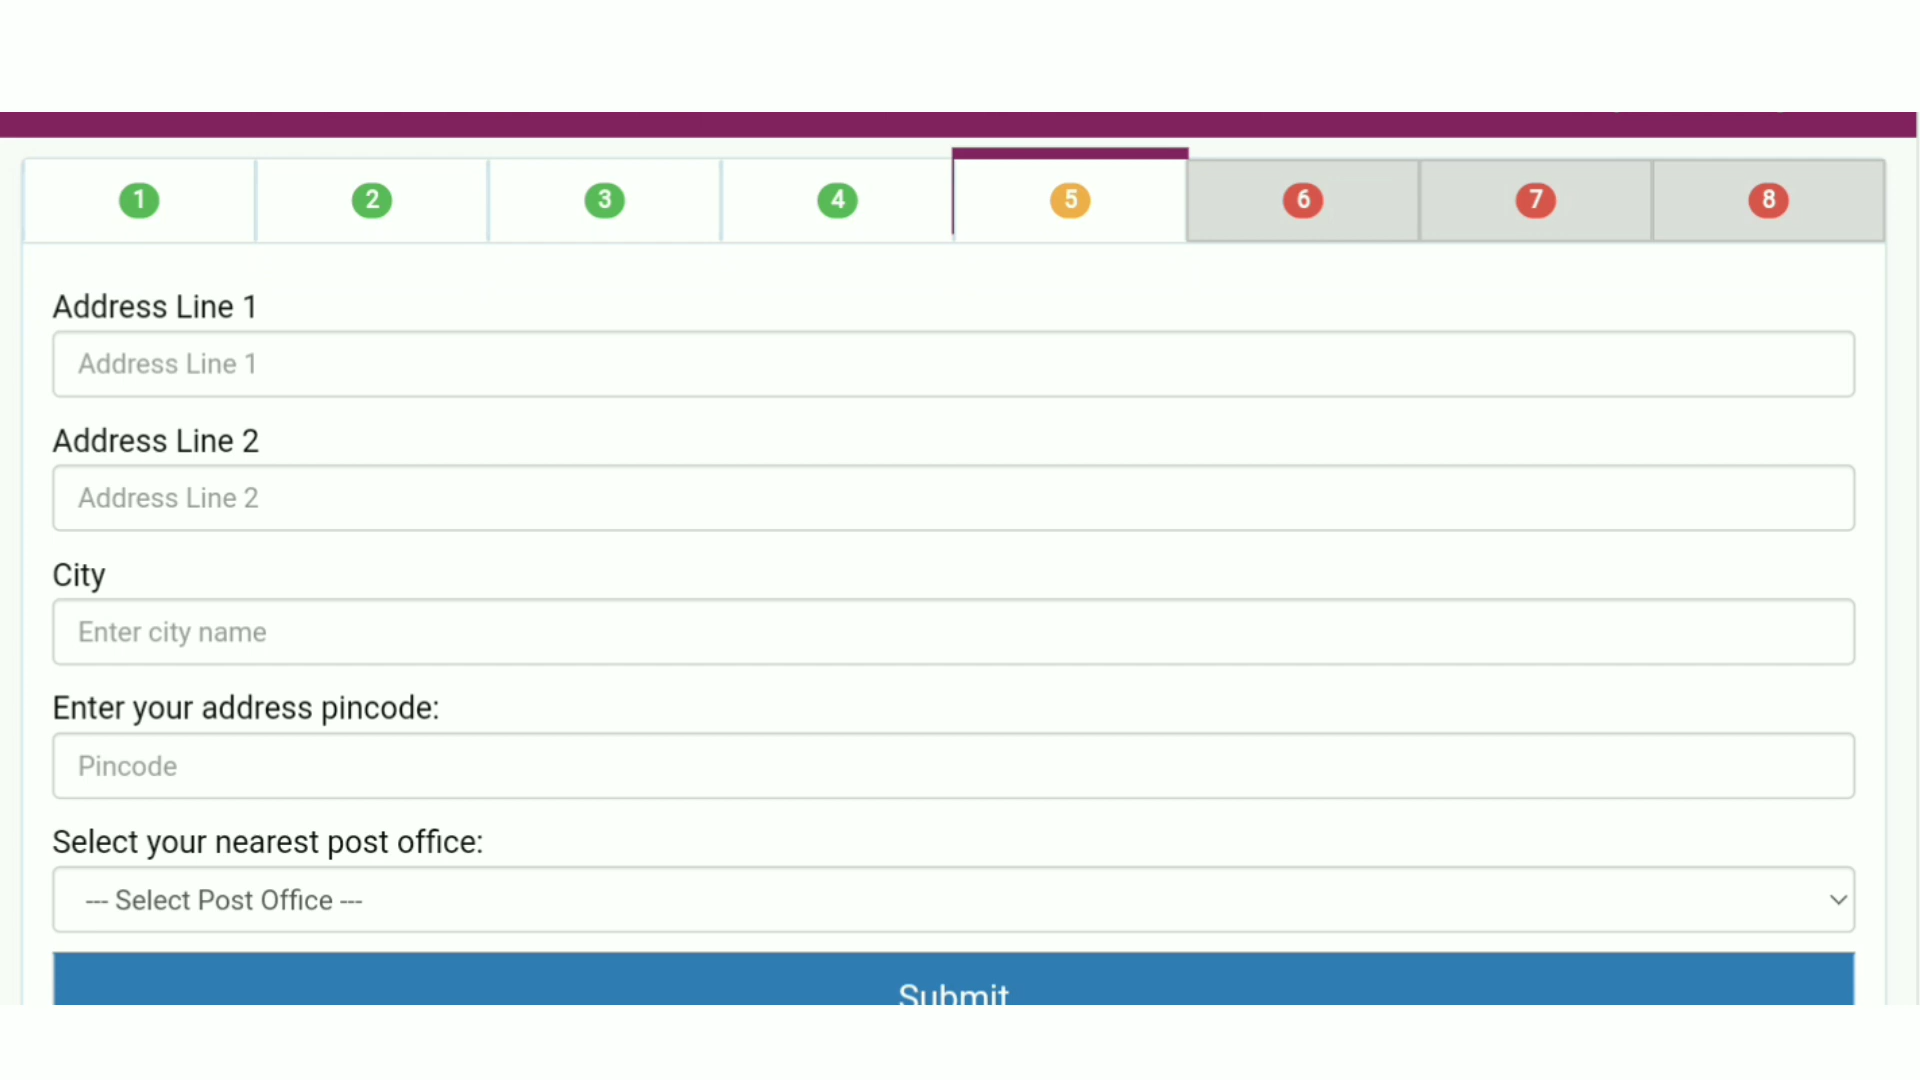 1 2 3 4 5 6 7 8
Address Line 1
Address Line 1
Address Line 2
Address Line 2
City
Enter city name
Enter your address pincode:
Pincode
Select your nearest post office:
--- Select Post Office ---
Submit